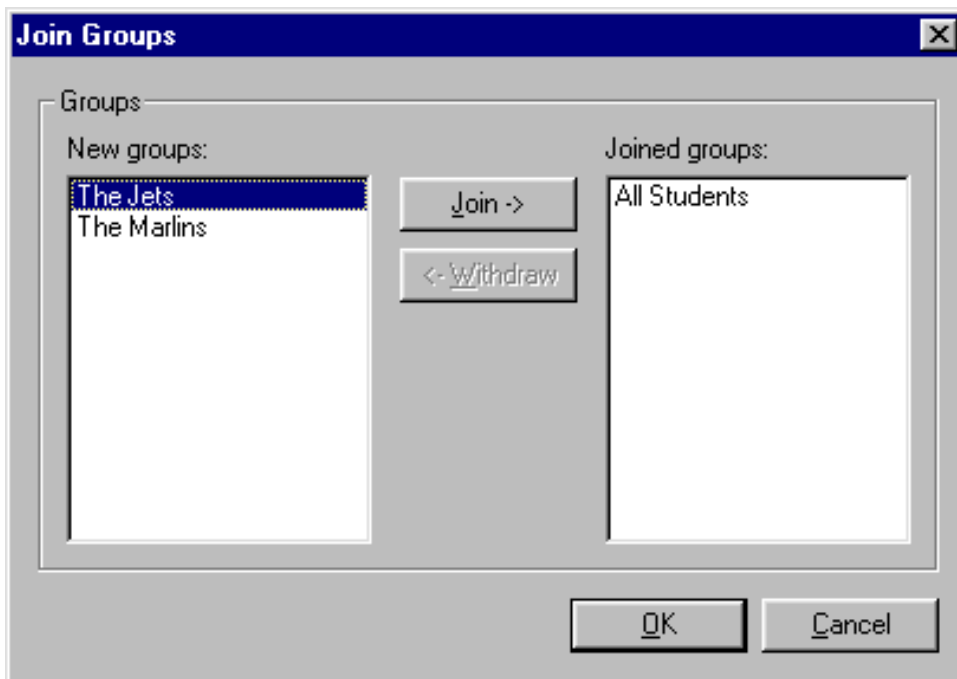 Join Groups
Groups
New groups:
The Jets
The Marlins
Join ->
<- Withdraw
Joined groups:
All Students
OK
Cancel